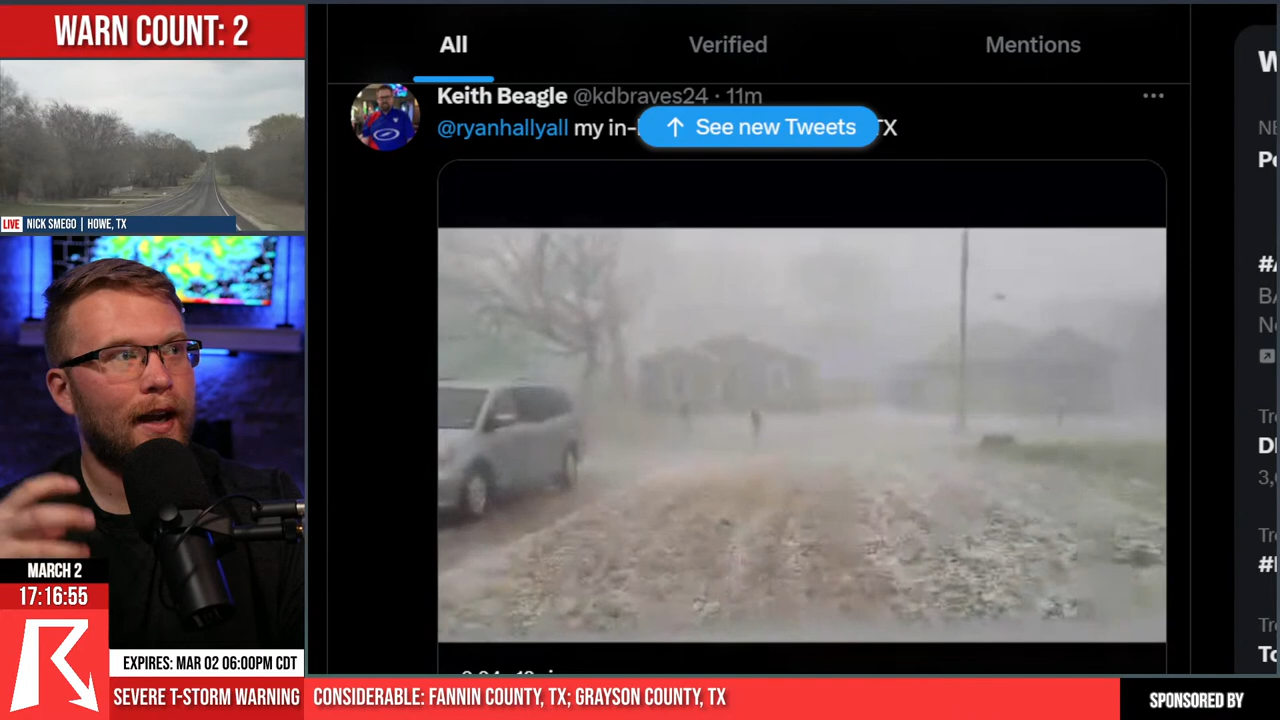 WARN COUNT: 2
LIVE NICK SMEGO | HOWE, TX
MARCH 2
17:16:55
EXPIRES: MAR 02 06:00PM CDT
SEVERE T-STORM WARNING
CONSIDERABLE: FANNIN COUNTY, TX; GRAYSON COUNTY, TX
SPONSORED BY
All Verified Mentions
Keith Beagle @kdbraves24 · 11m
@ryanhallyall my in-
See new Tweets
TX